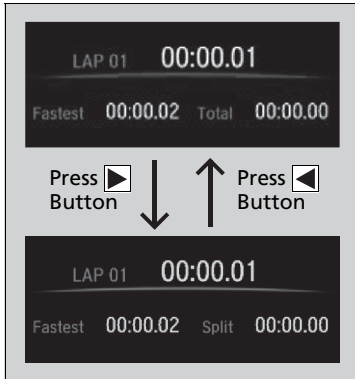 LAP 01 00:00.01
Fastest 00:00.02 Total 00:00.00
Press ▶ Button
Press ◀ Button
LAP 01 00:00.01
Fastest 00:00.02 Split 00:00.00